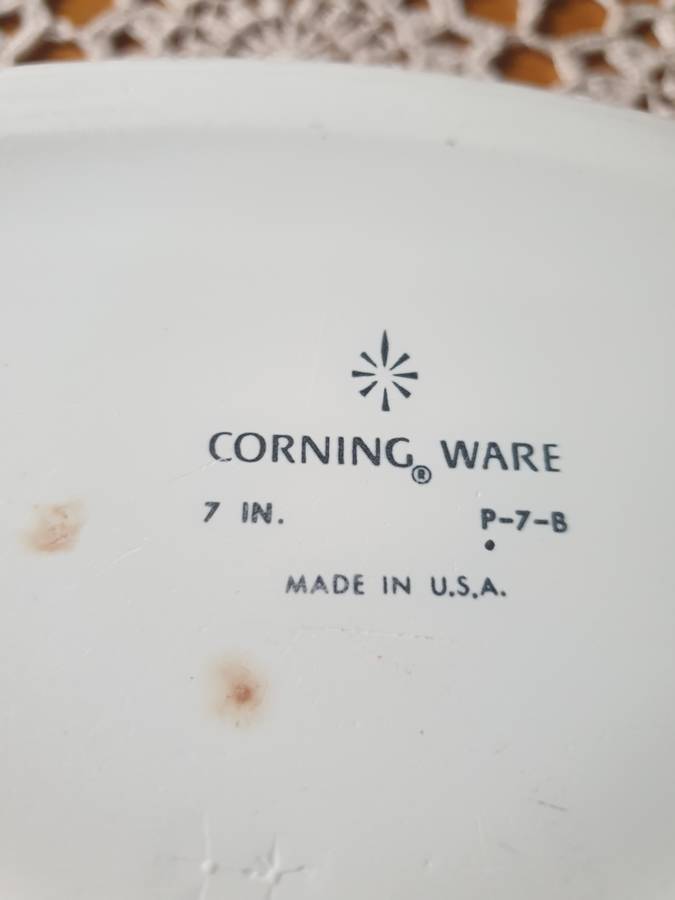 CORNING® WARE
7 IN. P-7-B
MADE IN U.S.A.